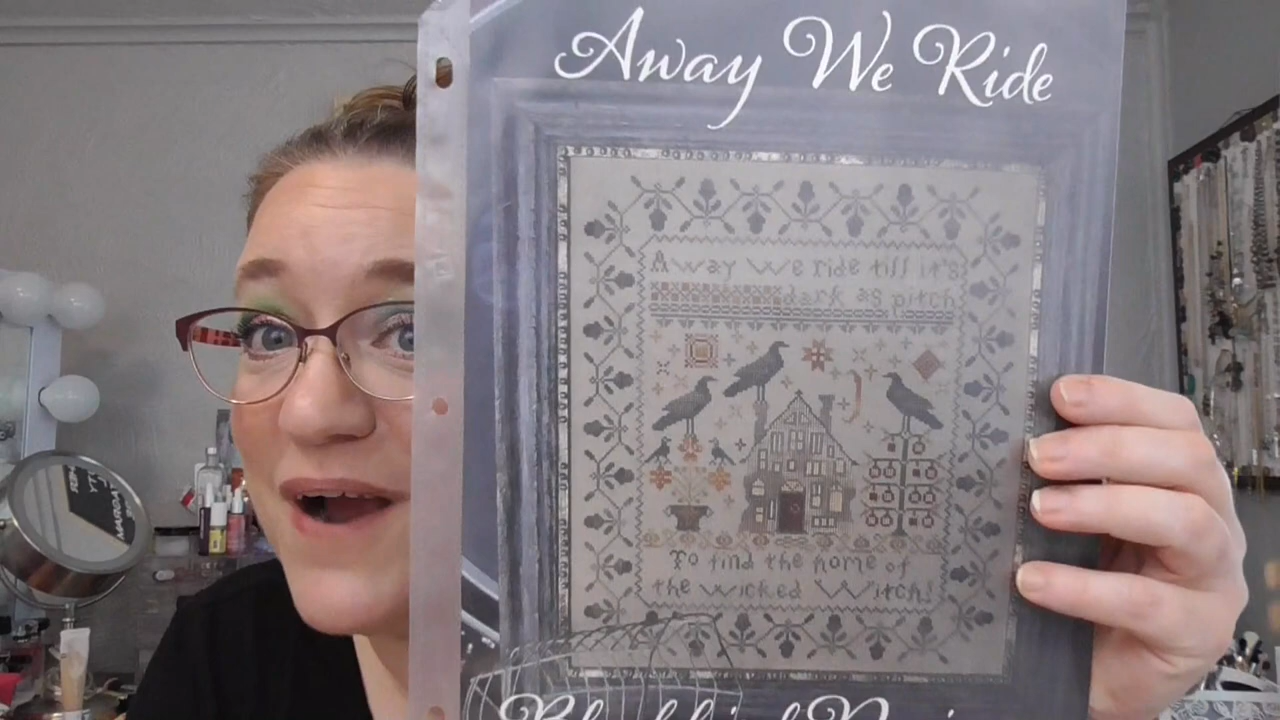 Away We Ride
Away we ride till it's
dark as pitch
To find the home of
the wicked Witch!